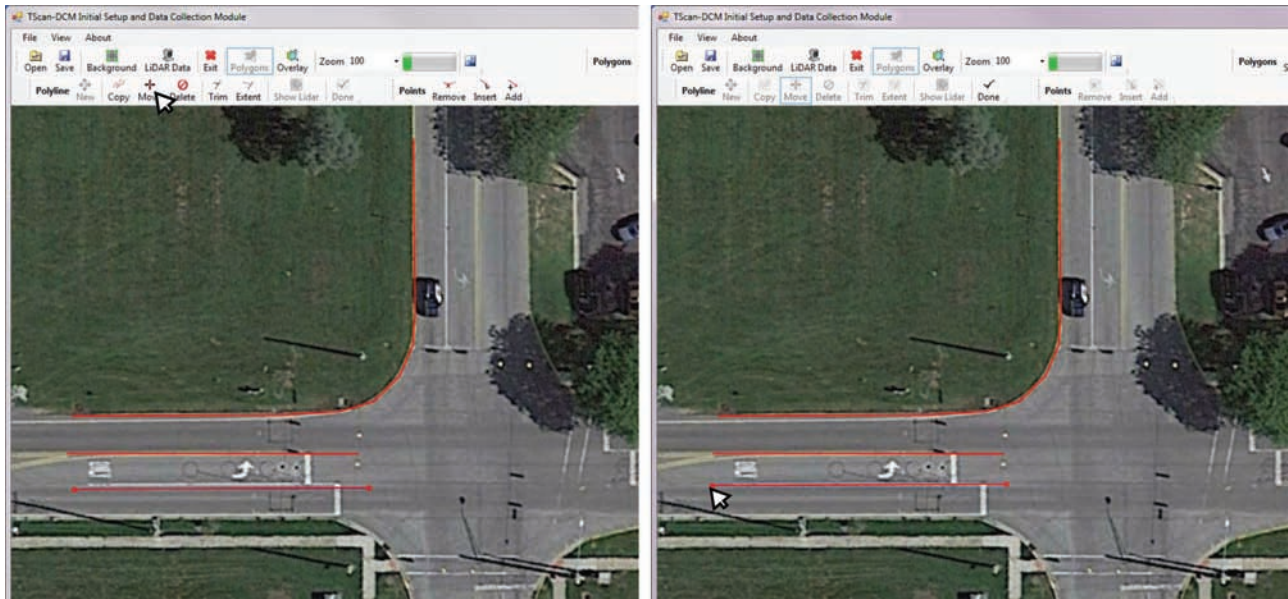 TScan-DCM Initial Setup and Data Collection Module
File View About
Open Save Background LiDAR Data Exit Polygons Overlay Zoom 100 Polygons
Polyline New Copy Move Delete Trim Extent Show Lidar Done Points Remove Insert Add
TScan-DCM Initial Setup and Data Collection Module
File View About
Open Save Background LiDAR Data Exit Polygons Overlay Zoom 100 Polygons
Polyline New Copy Move Delete Trim Extent Show Lidar Done Points Remove Insert Add